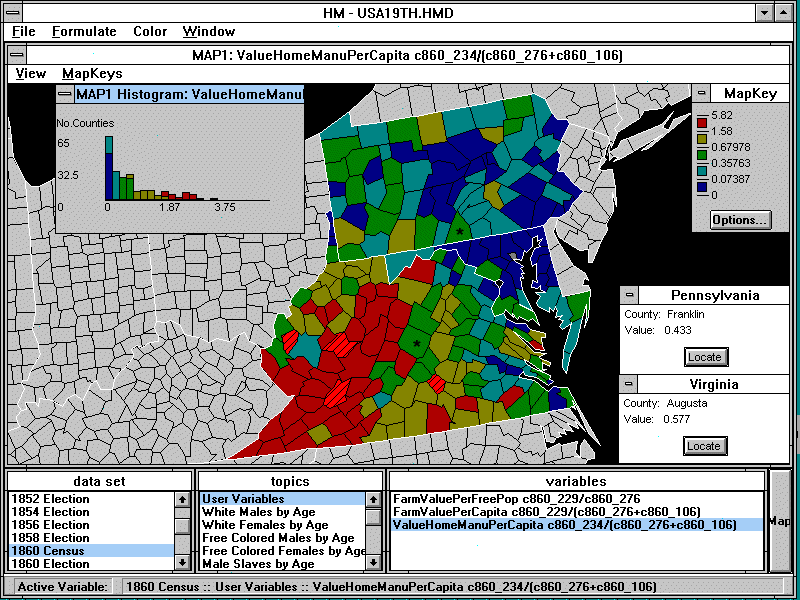 HM - USA19TH.HMD
File Formulate Color Window
MAP1: ValueHomeManuPerCapita c860_234/(c860_276+c860_106)
View MapKeys
MAP1 Histogram: ValueHomeManul
No.Counties
65
32.5
0
0 1.87 3.75
MapKey
5.82
1.58
0.67978
0.35763
0.07387
0
Options...
Pennsylvania
County: Franklin
Value: 0.433
Locate
Virginia
County: Augusta
Value: 0.577
Locate
data set
1852 Election
1854 Election
1856 Election
1858 Election
1860 Census
1860 Election
topics
User Variables
White Males by Age
White Females by Age
Free Colored Males by Age
Free Colored Females by Age
Male Slaves by Age
variables
FarmValuePerFreePop c860_229/c860_276
FarmValuePerCapita c860_229/(c860_276+c860_106)
ValueHomeManuPerCapita c860_234/(c860_276+c860_106)
Map
Active Variable: 1860 Census :: User Variables :: ValueHomeManuPerCapita c860_234/(c860_276+c860_106)